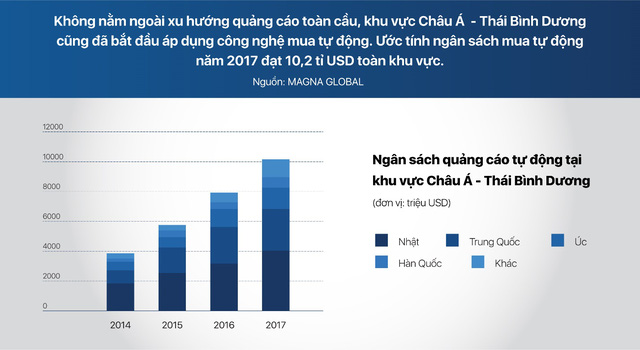 Không nằm ngoài xu hướng quảng cáo toàn cầu, khu vực Châu Á - Thái Bình Dương
cũng đã bắt đầu áp dụng công nghệ mua tự động. Ước tính ngân sách mua tự động
năm 2017 đạt 10,2 tỉ USD toàn khu vực.
Nguồn: MAGNA GLOBAL
12000
10000
8000
6000
4000
2000
0
2014 2015 2016 2017
Ngân sách quảng cáo tự động tại
khu vực Châu Á - Thái Bình Dương
(đơn vị: triệu USD)
Nhật Trung Quốc Úc
Hàn Quốc Khác